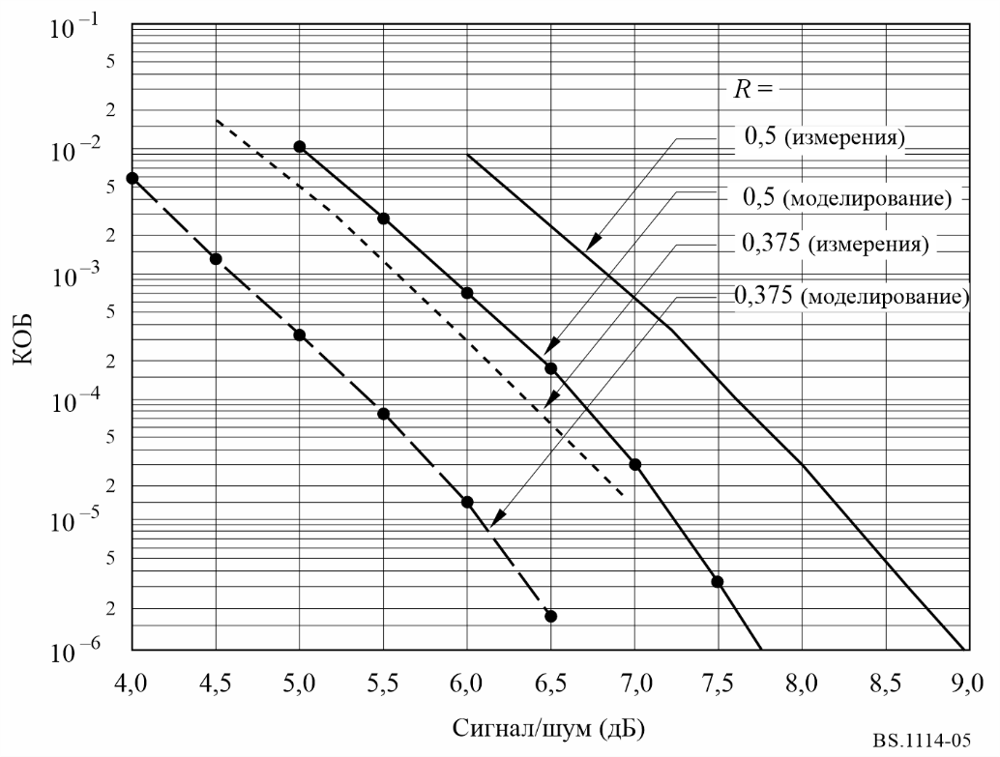 10⁻¹
5
2
10⁻²
5
2
10⁻³
5
2
10⁻⁴
5
2
10⁻⁵
5
2
10⁻⁶
КОБ
R =
0,5 (измерения)
0,5 (моделирование)
0,375 (измерения)
0,375 (моделирование)
4,0 4,5 5,0 5,5 6,0 6,5 7,0 7,5 8,0 8,5 9,0
Сигнал/шум (дБ)
BS.1114-05